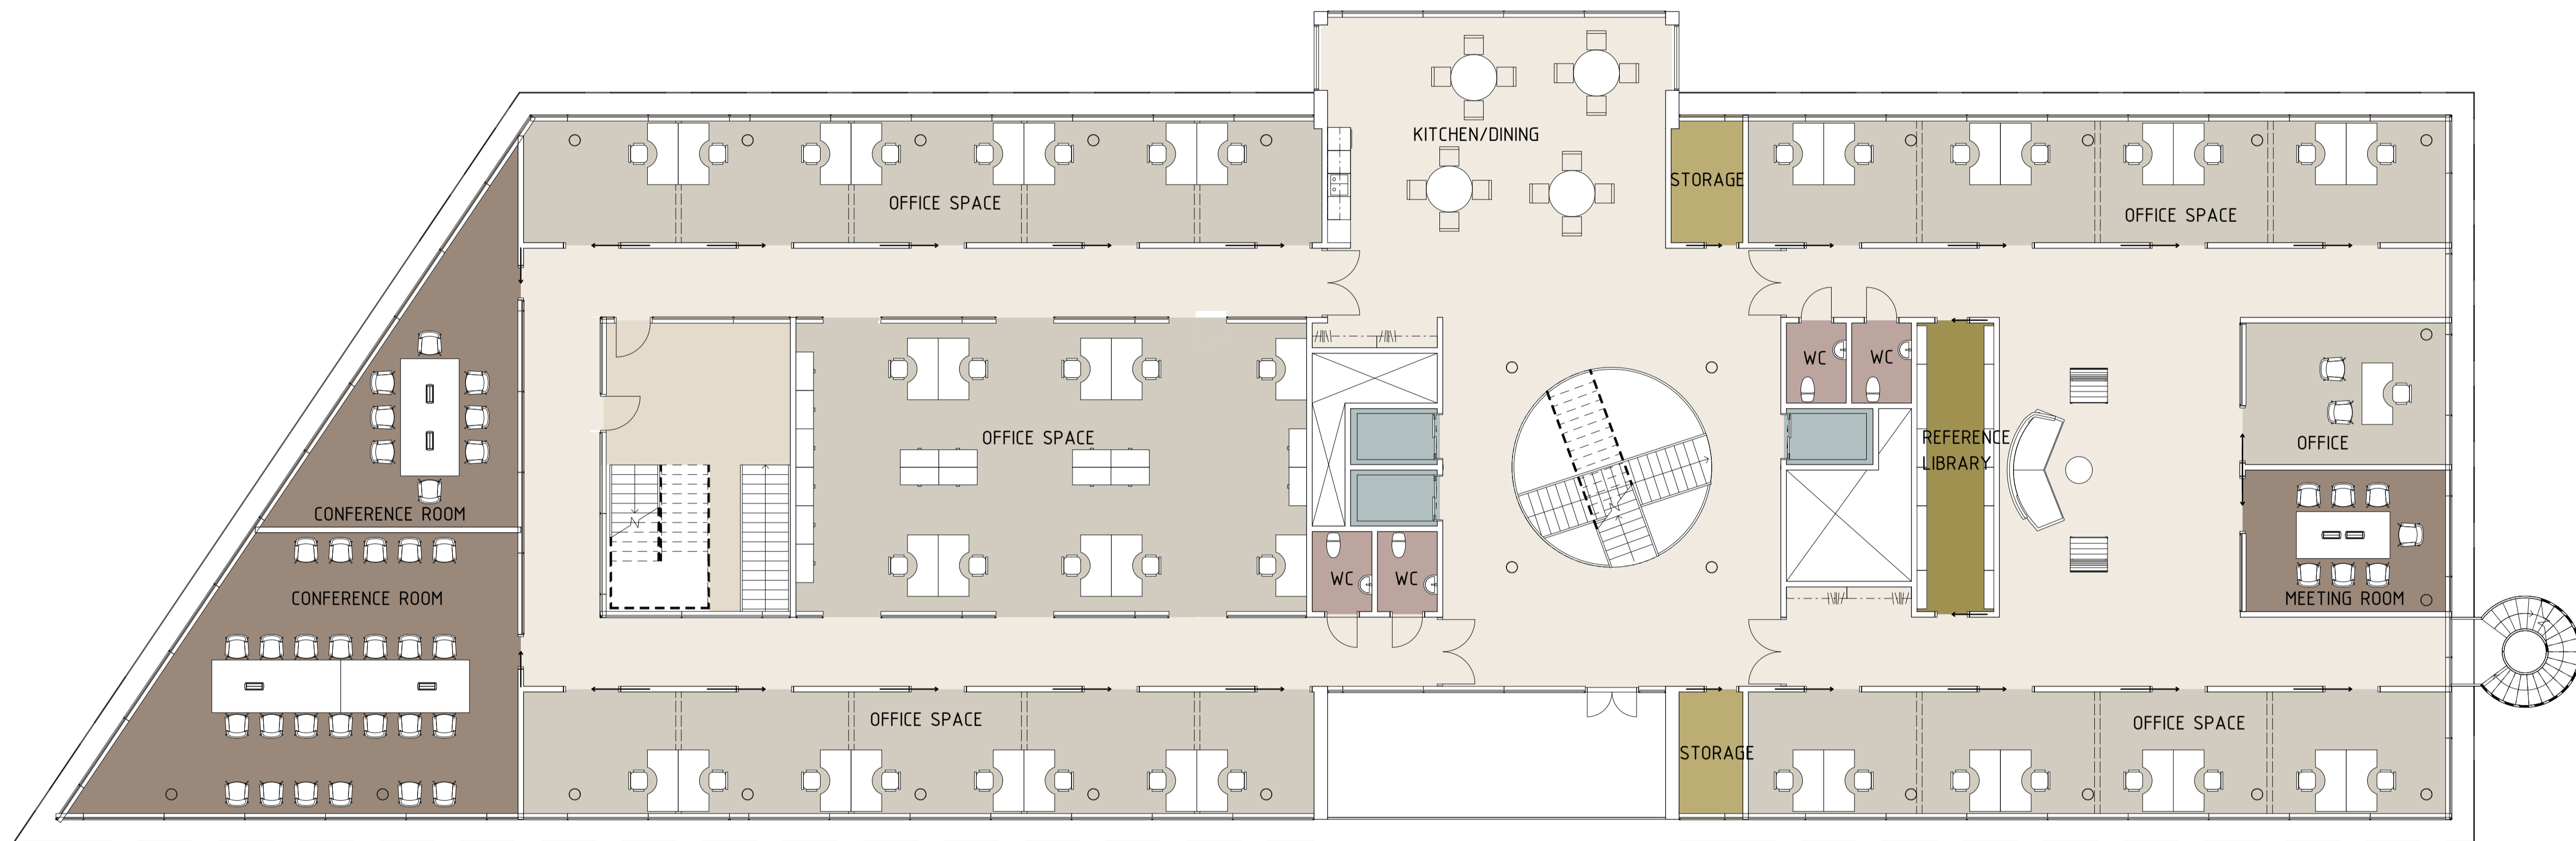 KITCHEN/DINING
STORAGE
OFFICE SPACE
OFFICE SPACE
WC
WC
OFFICE SPACE
REFERENCE
LIBRARY
OFFICE
CONFERENCE ROOM
WC
WC
CONFERENCE ROOM
MEETING ROOM
OFFICE SPACE
OFFICE SPACE
STORAGE